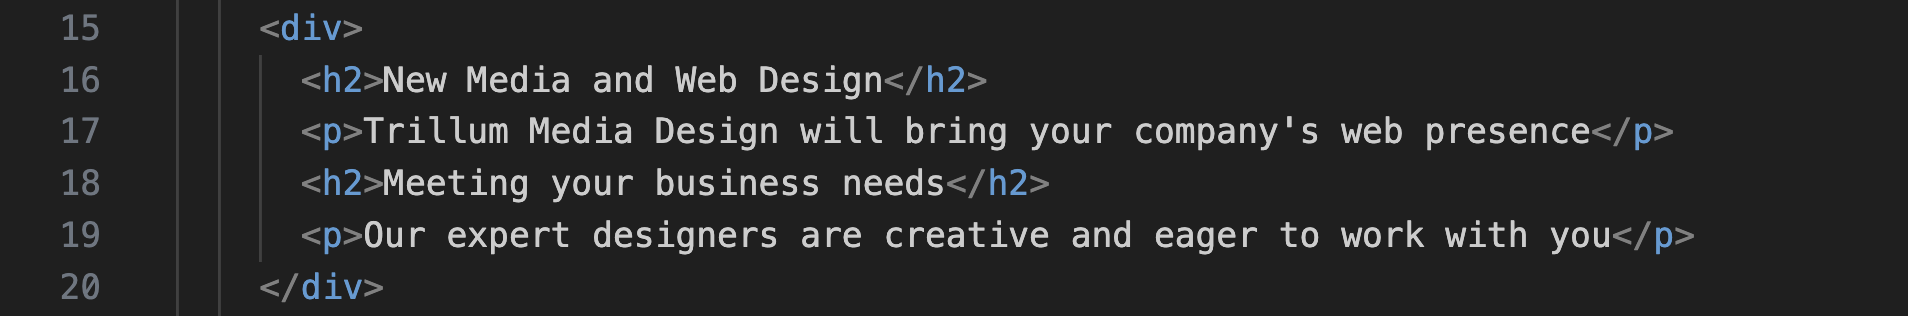 15 <div>
16 <h2>New Media and Web Design</h2>
17 <p>Trillum Media Design will bring your company's web presence</p>
18 <h2>Meeting your business needs</h2>
19 <p>Our expert designers are creative and eager to work with you</p>
20 </div>